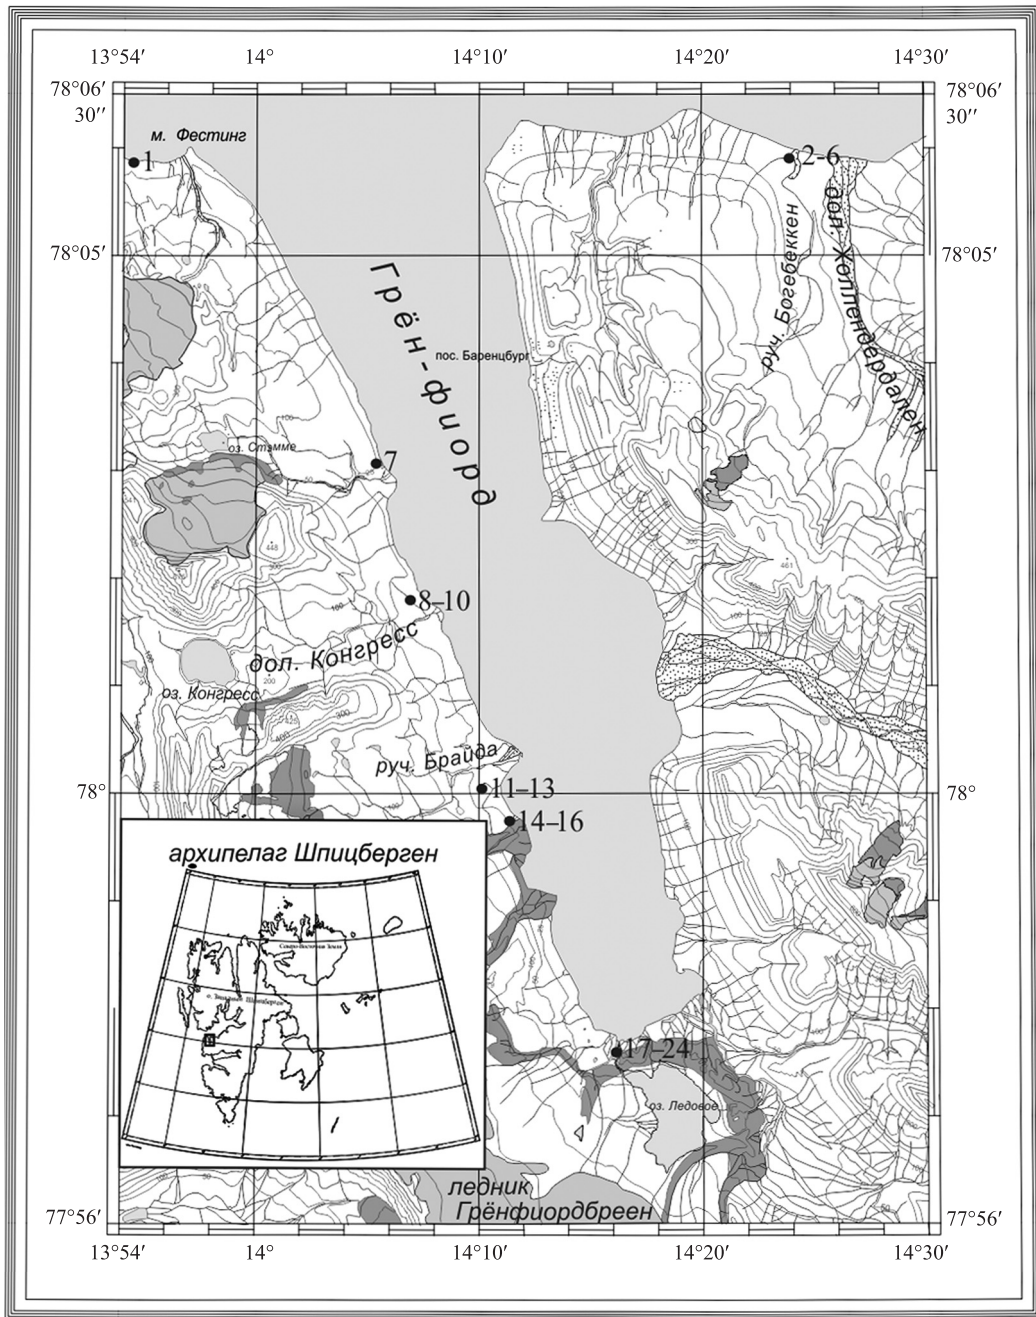 13°54′ 14° 14°10′ 14°20′ 14°30′
78°06′ 78°06′
30′′ 30′′
м. Фестинг
1
2-6
дол. Холлендердален
руч. Богебеккен
78°05′ 78°05′
Грён-фиорд
пос. Баренцбург
оз. Стэмме
7
448
461
8–10
дол. Конгресс
оз. Конгресс
руч. Брайда
11–13
78° 78°
14–16
архипелаг Шпицберген
17–24
оз. Ледовое
ледник
Грёнфиордбреен
77°56′ 77°56′
13°54′ 14° 14°10′ 14°20′ 14°30′